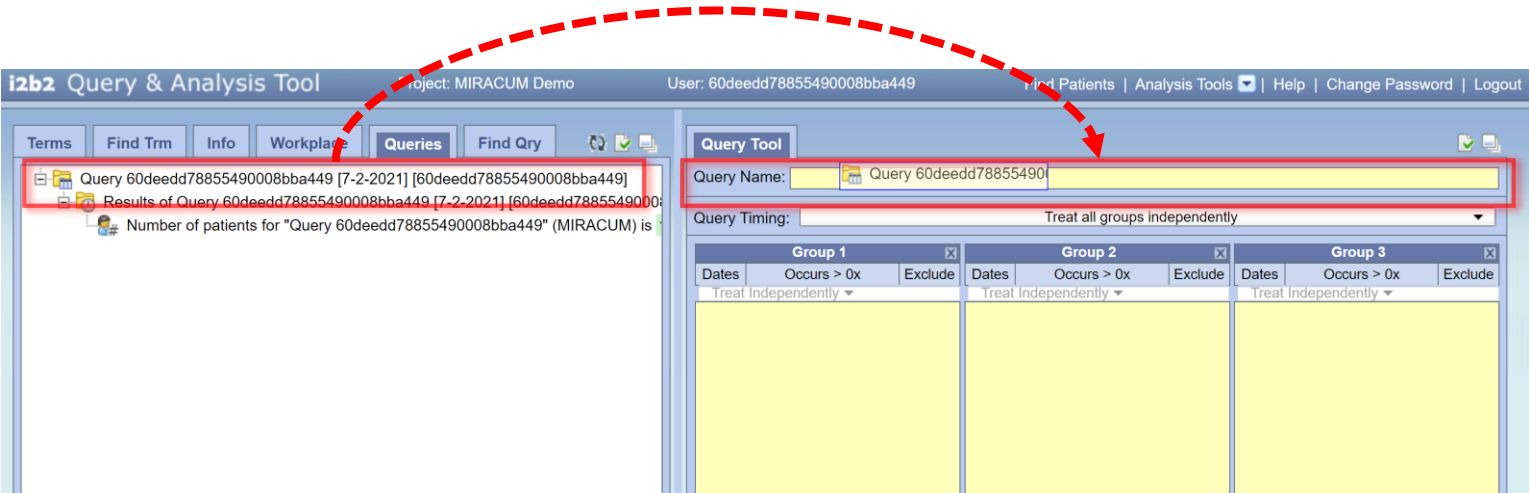 i2b2 Query & Analysis Tool Project: MIRACUM Demo User: 60deedd78855490008bba449 Find Patients | Analysis Tools | Help | Change Password | Logout
Terms Find Trm Info Workplace Queries Find Qry
Query 60deedd78855490008bba449 [7-2-2021] [60deedd78855490008bba449]
Results of Query 60deedd78855490008bba449 [7-2-2021] [60deedd78855490008
Number of patients for "Query 60deedd78855490008bba449" (MIRACUM) is
Query Tool
Query Name: Query 60deedd78855490
Query Timing: Treat all groups independently
Group 1 Group 2 Group 3
Dates Occurs > 0x Exclude Dates Occurs > 0x Exclude Dates Occurs > 0x Exclude
Treat Independently Treat Independently Treat Independently